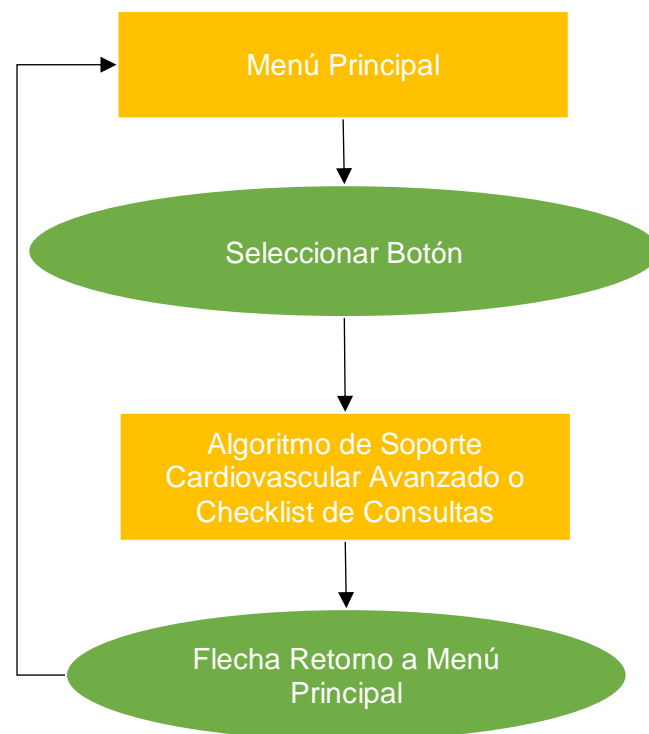 Menú Principal
Seleccionar Botón
Algoritmo de Soporte
Cardiovascular Avanzado o
Checklist de Consultas
Flecha Retorno a Menú
Principal